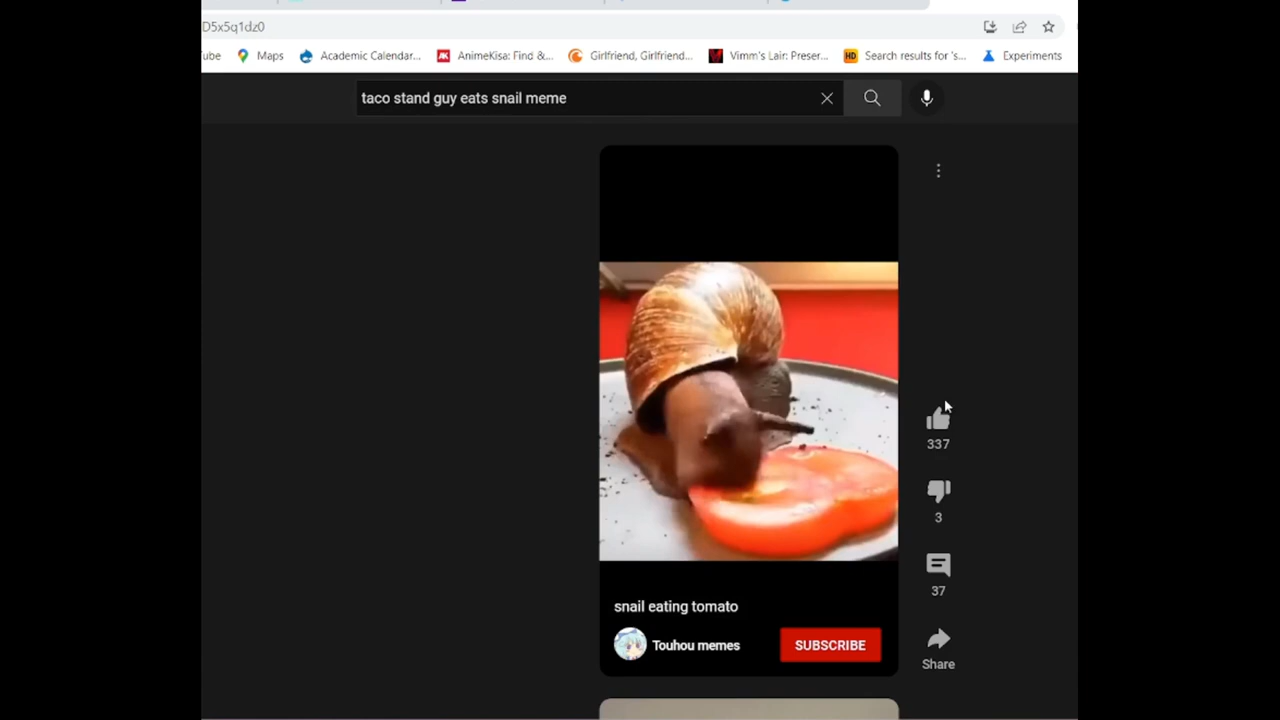 D5x5q1dz0
ube Maps Academic Calendar... AnimeKisa: Find &... Girlfriend, Girlfriend... Vimm's Lair: Preser... Search results for 's... Experiments
taco stand guy eats snail meme
337
3
37
snail eating tomato
Touhou memes SUBSCRIBE
Share